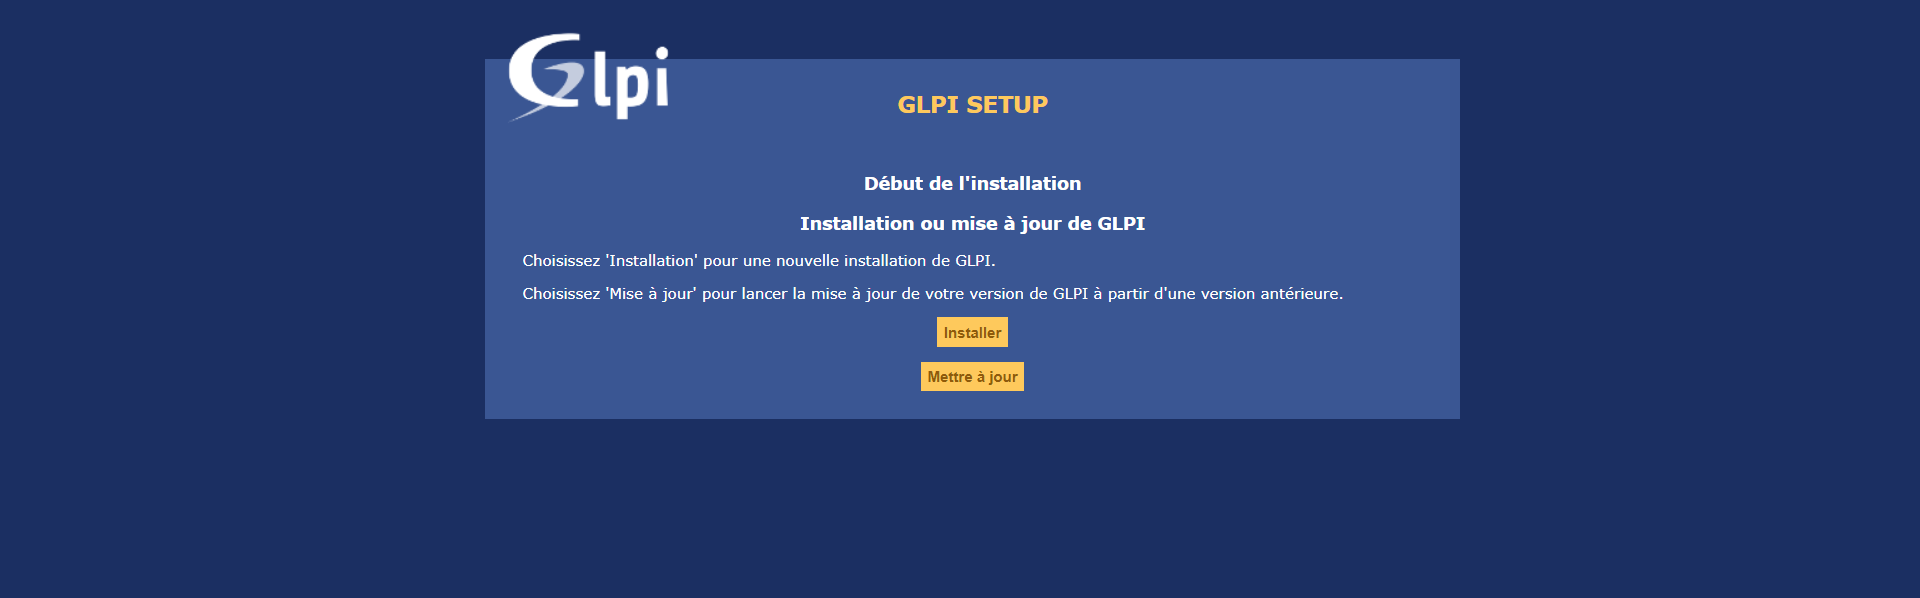 Glpi
GLPI SETUP
Début de l'installation
Installation ou mise à jour de GLPI
Choisissez 'Installation' pour une nouvelle installation de GLPI.
Choisissez 'Mise à jour' pour lancer la mise à jour de votre version de GLPI à partir d'une version antérieure.
Installer
Mettre à jour